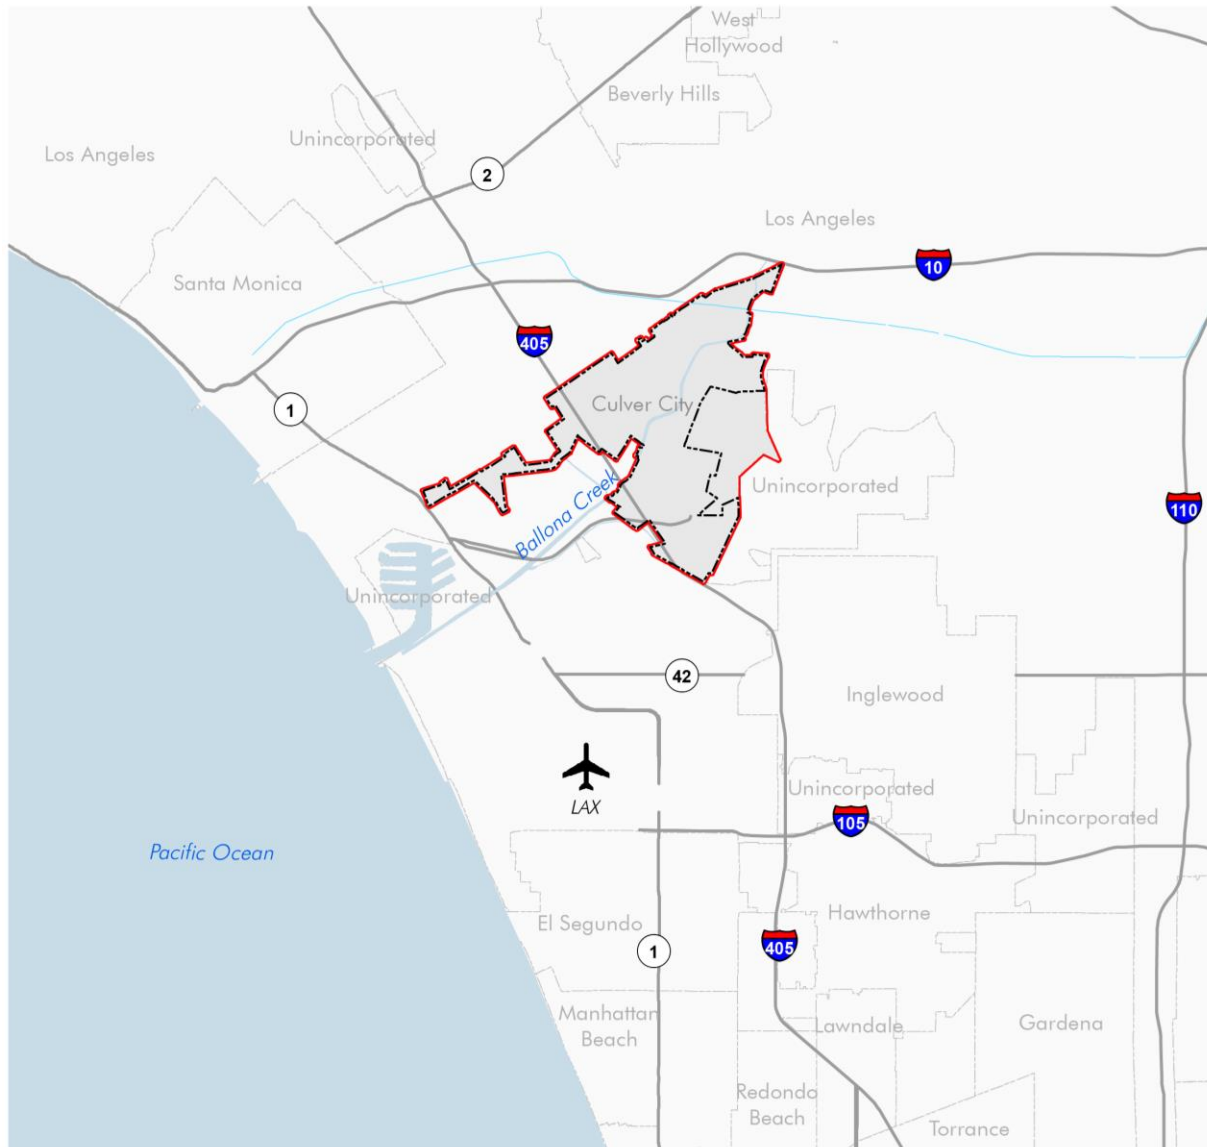 West
Hollywood
Beverly Hills
Unincorporated
Los Angeles
2
Los Angeles
10
Santa Monica
405
1
Culver City
Unincorporated
110
Ballona Creek
Unincorporated
42
Inglewood
LAX
Unincorporated
105
Unincorporated
Pacific Ocean
El Segundo
Hawthorne
405
1
Manhattan
Beach
Lawndale
Gardena
Redondo
Beach
Torrance